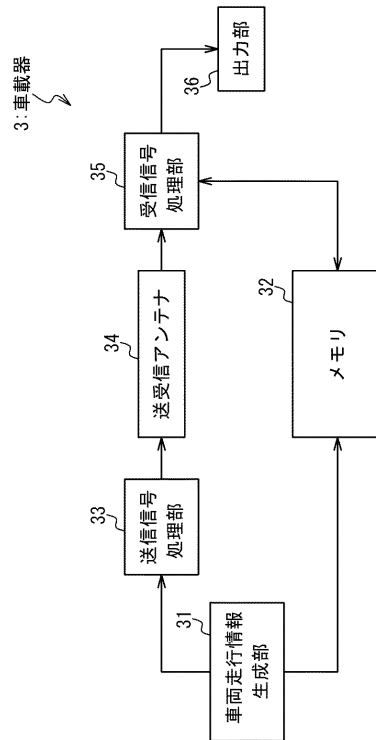 3:車載器
31
車両走行情報
生成部
33
送信信号
処理部
34
送受信アンテナ
35
受信信号
処理部
36
出力部
32
メモリ